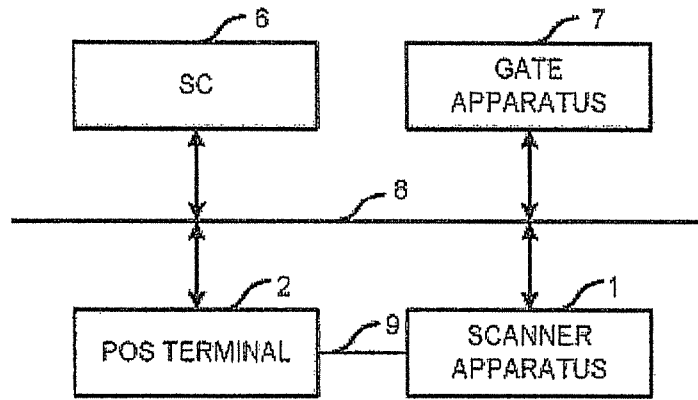 6
7
SC
GATE
APPARATUS
8
2
1
POS TERMINAL
9
SCANNER
APPARATUS